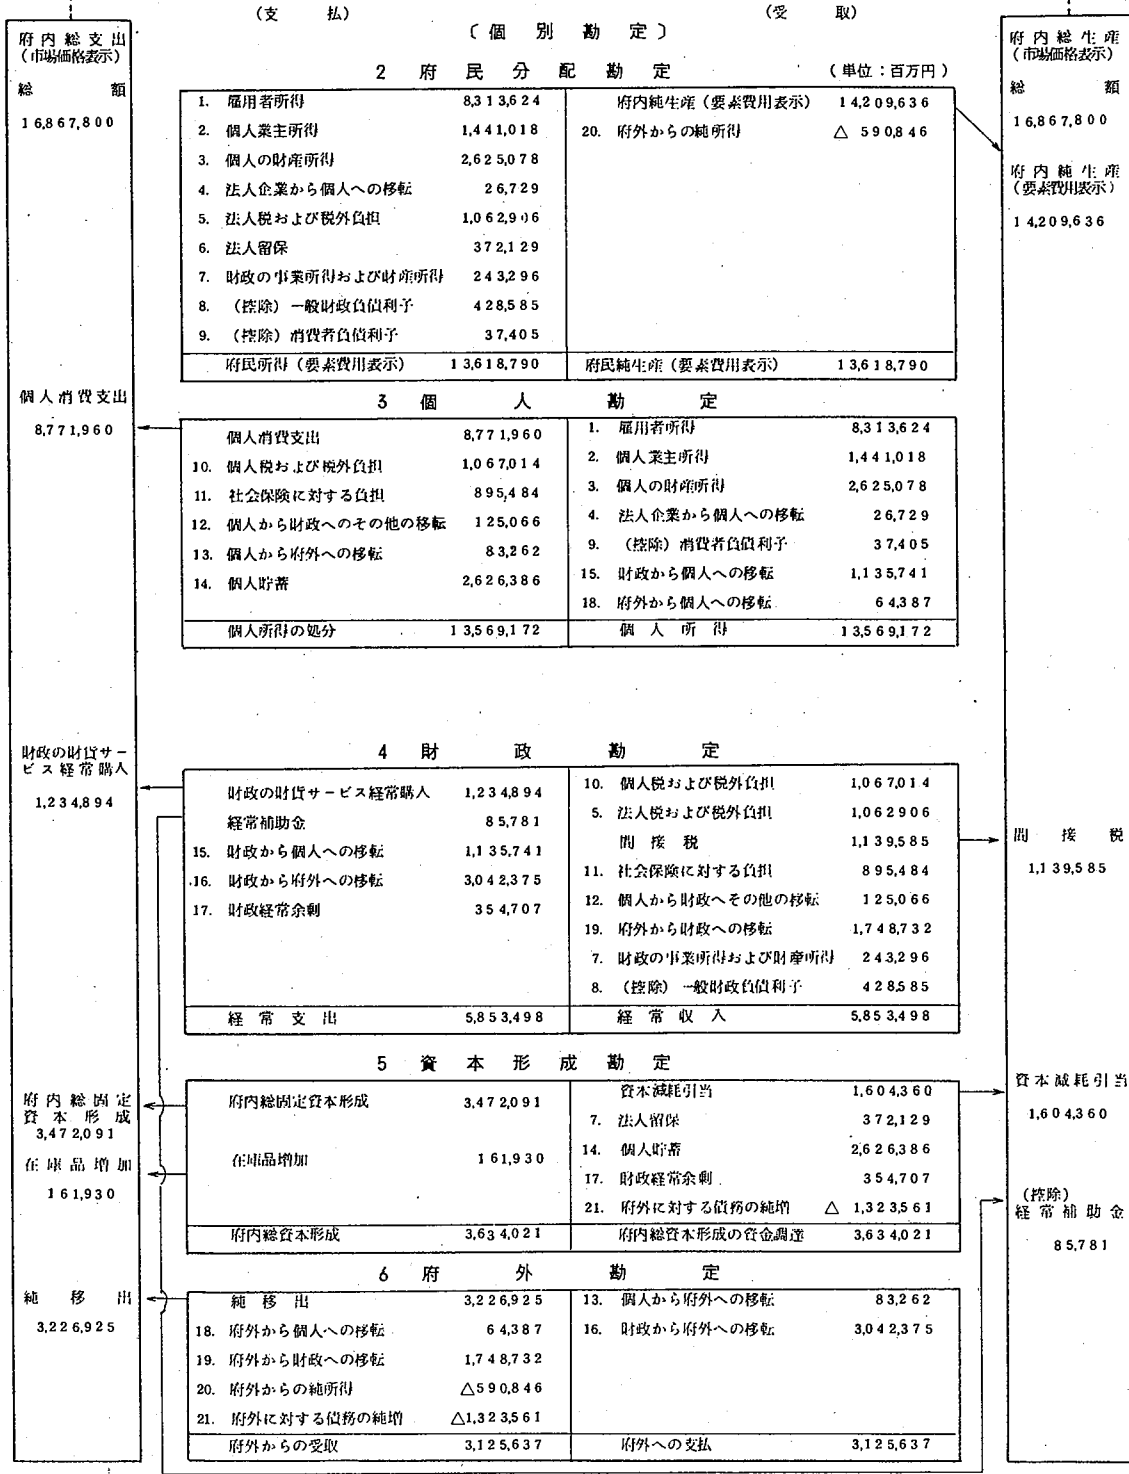 (支 払)
(受 取)
〔個別勘定〕
府内総支出
(市場価格表示)
総 額
16,867,800
個人消費支出
8,771,960
財政の財貨サー
ビス経常購入
1,234,894
府内総固定
資本形成
3,472,091
在庫品増加
161,930
純移出
3,226,925
2 府民分配勘定 (単位:百万円)
1. 雇用者所得 8,313,624
2. 個人業主所得 1,441,018
3. 個人の財産所得 2,625,078
4. 法人企業から個人への移転 26,729
5. 法人税および税外負担 1,062,906
6. 法人留保 372,129
7. 財政の事業所得および財産所得 243,296
8. (控除)一般財政負債利子 428,585
9. (控除)消費者負債利子 37,405
府民所得(要素費用表示) 13,618,790
府内純生産(要素費用表示) 14,209,636
20. 府外からの純所得 △ 590,846
府民純生産(要素費用表示) 13,618,790
3 個人勘定
個人消費支出 8,771,960
10. 個人税および税外負担 1,067,014
11. 社会保険に対する負担 895,484
12. 個人から財政へのその他の移転 125,066
13. 個人から府外への移転 83,262
14. 個人貯蓄 2,626,386
個人所得の処分 13,569,172
1. 雇用者所得 8,313,624
2. 個人業主所得 1,441,018
3. 個人の財産所得 2,625,078
4. 法人企業から個人への移転 26,729
9. (控除)消費者負債利子 37,405
15. 財政から個人への移転 1,135,741
18. 府外から個人への移転 64,387
個人所得 13,569,172
4 財政勘定
財政の財貨サービス経常購入 1,234,894
経常補助金 85,781
15. 財政から個人への移転 1,135,741
16. 財政から府外への移転 3,042,375
17. 財政経常余剰 354,707
経常支出 5,853,498
10. 個人税および税外負担 1,067,014
5. 法人税および税外負担 1,062906
間接税 1,139,585
11. 社会保険に対する負担 895,484
12. 個人から財政へその他の移転 125,066
19. 府外から財政への移転 1,748,732
7. 財政の事業所得および財産所得 243,296
8. (控除)一般財政負債利子 428,585
経常収入 5,853,498
5 資本形成勘定
府内総固定資本形成 3,472,091
在庫品増加 161,930
府内総資本形成 3,634,021
資本減耗引当 1,604,360
7. 法人留保 372,129
14. 個人貯蓄 2,626,386
17. 財政経常余剰 354,707
21. 府外に対する債務の純増 △ 1,323,561
府内総資本形成の資金調達 3,634,021
6 府外勘定
純移出 3,226,925
18. 府外から個人への移転 64,387
19. 府外から財政への移転 1,748,732
20. 府外からの純所得 △590,846
21. 府外に対する債務の純増 △1,323,561
府外からの受取 3,125,637
13. 個人から府外への移転 83,262
16. 財政から府外への移転 3,042,375
府外への支払 3,125,637
府内総生産
(市場価格表示)
総 額
16,867,800
府内純生産
(要素費用表示)
14,209,636
間接税
1,139,585
資本減耗引当
1,604,360
(控除)
経常補助金
85,781